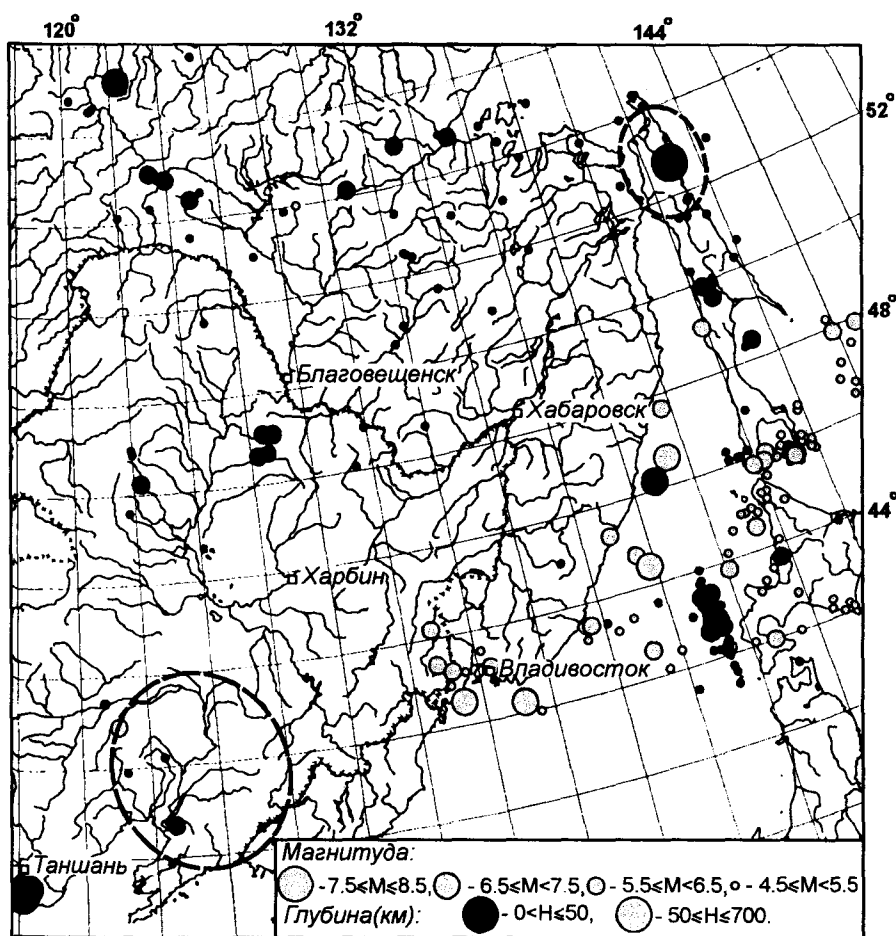 120° 132° 144°
52°
48°
Благовещенск
Хабаровск
44°
Харбин
Владивосток
Таншань
Магнитуда:
- 7.5≤M≤8.5, - 6.5≤M<7.5, - 5.5≤M<6.5, - 4.5≤M<5.5
Глубина(км): - 0<H≤50, - 50≤H≤700.